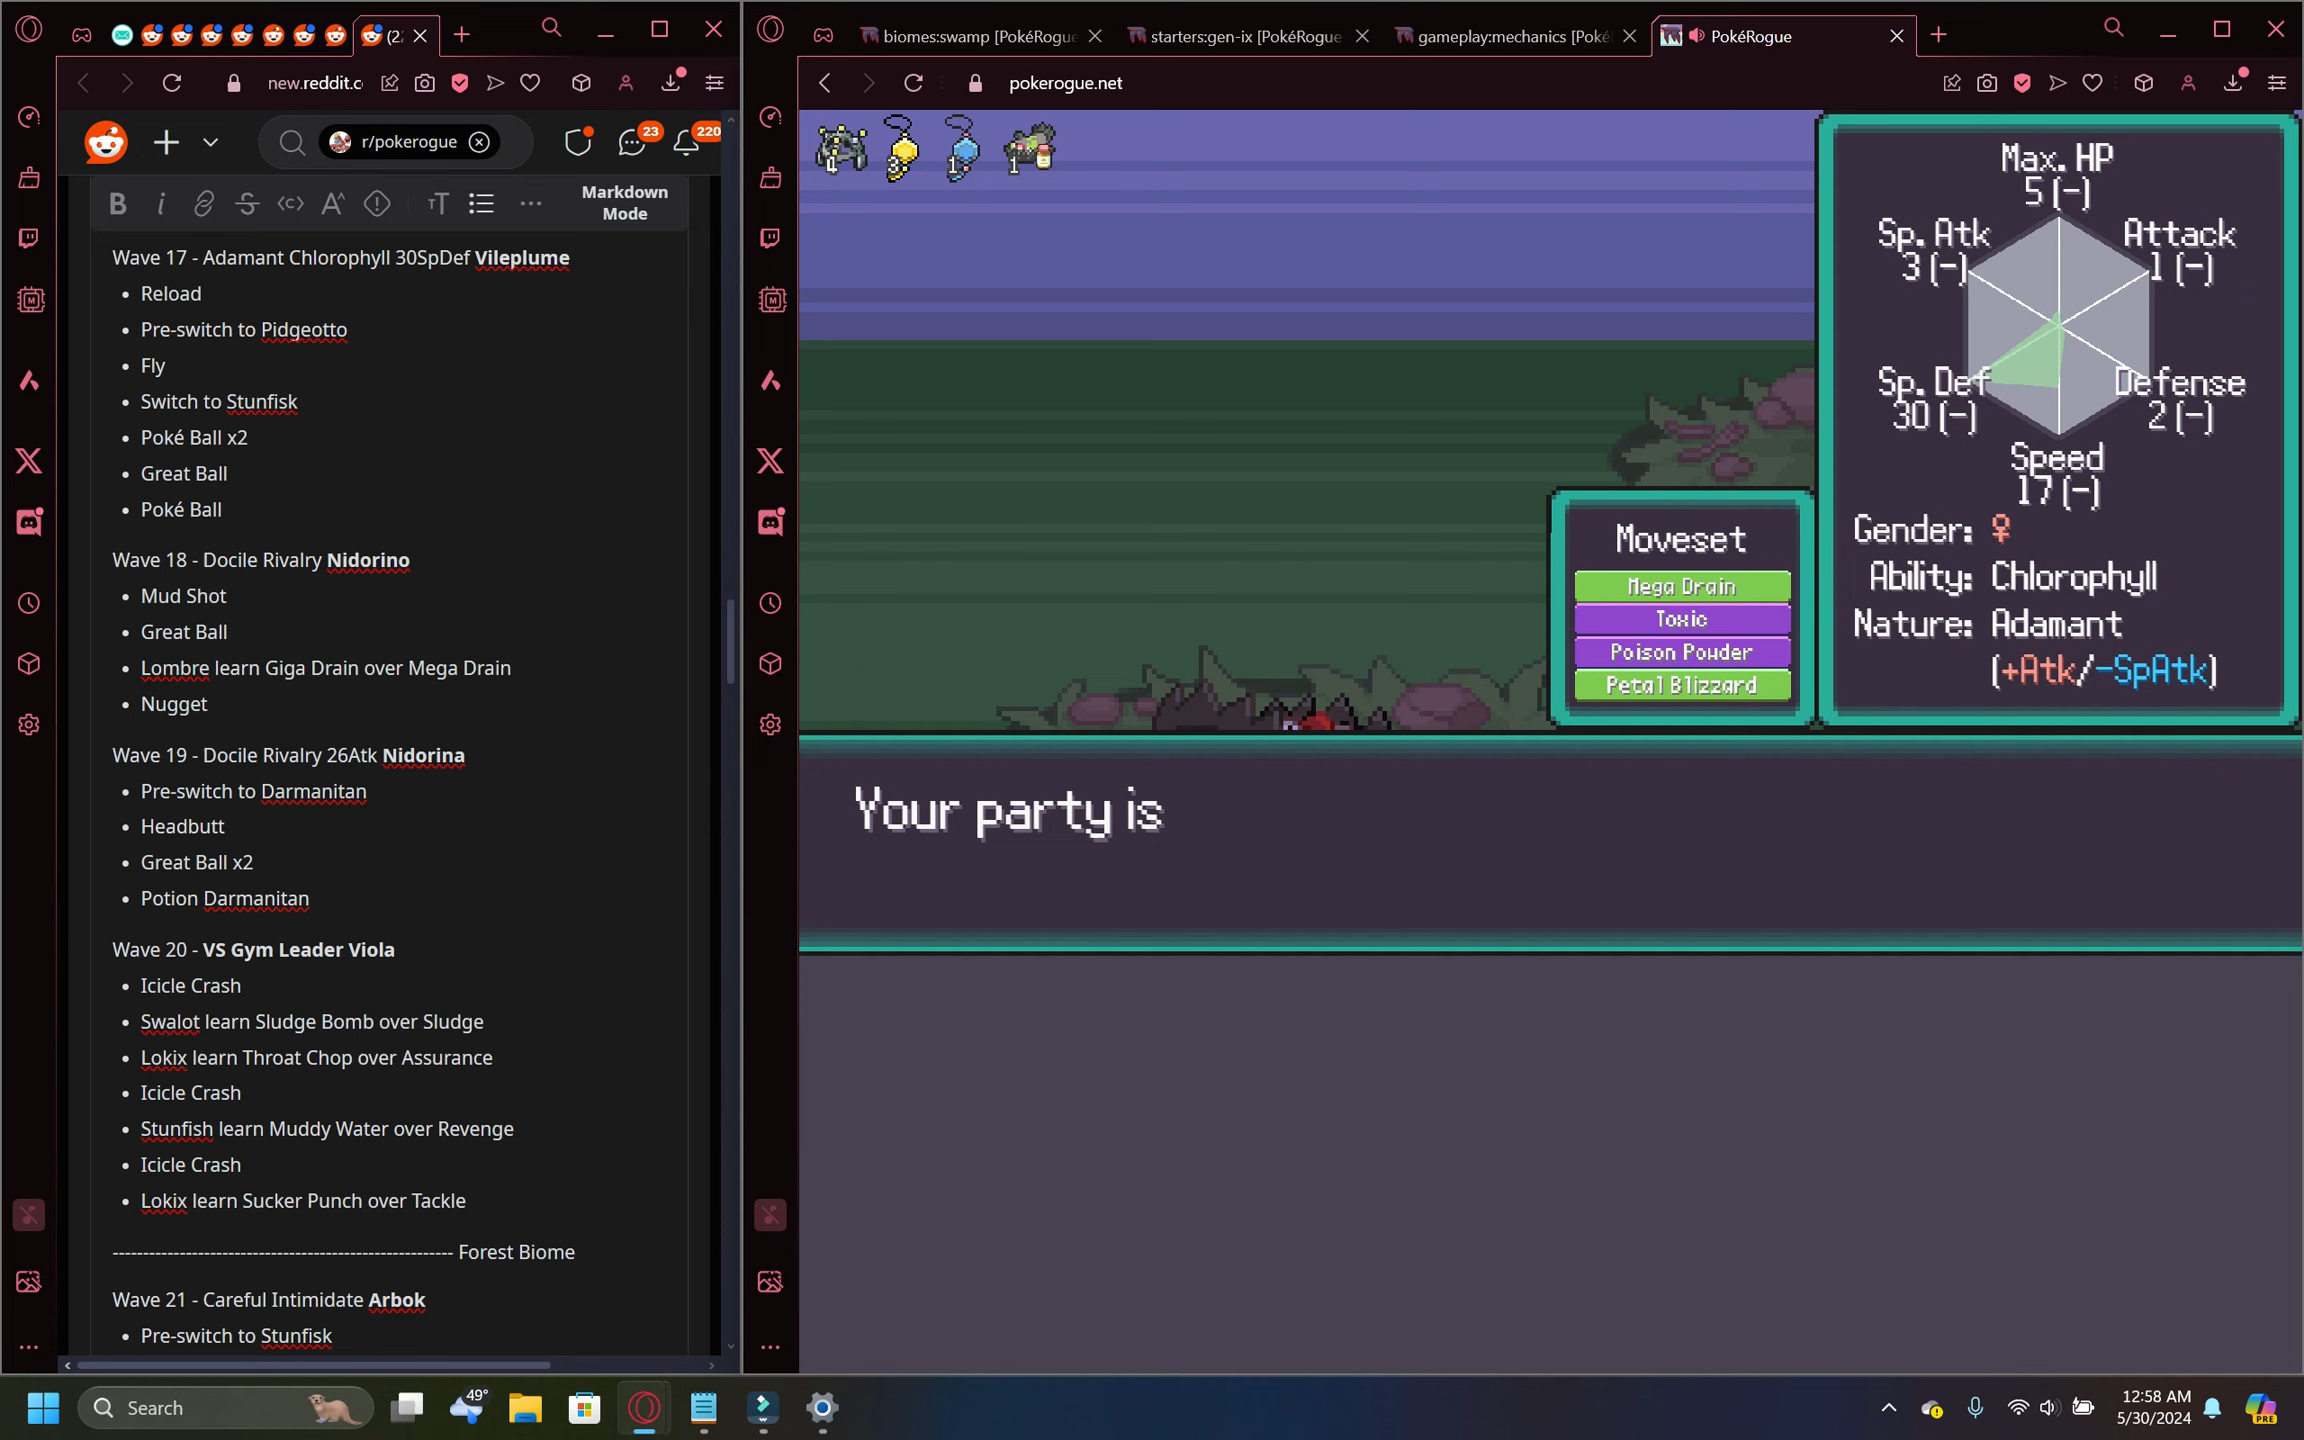 (2
biomes:swamp [PokéRogue
starters:gen-ix [PokéRogue
gameplay:mechanics [Poké
PokéRogue
new.reddit.c
pokerogue.net
r/pokerogue
23
220
Markdown
Mode
Wave 17 - Adamant Chlorophyll 30SpDef Vileplume
Reload
Pre-switch to Pidgeotto
Fly
Switch to Stunfisk
Poké Ball x2
Great Ball
Poké Ball
Wave 18 - Docile Rivalry Nidorino
Mud Shot
Great Ball
Lombre learn Giga Drain over Mega Drain
Nugget
Wave 19 - Docile Rivalry 26Atk Nidorina
Pre-switch to Darmanitan
Headbutt
Great Ball x2
Potion Darmanitan
Wave 20 - VS Gym Leader Viola
Icicle Crash
Swalot learn Sludge Bomb over Sludge
Lokix learn Throat Chop over Assurance
Icicle Crash
Stunfish learn Muddy Water over Revenge
Icicle Crash
Lokix learn Sucker Punch over Tackle
-------------------------------------------------------- Forest Biome
Wave 21 - Careful Intimidate Arbok
Pre-switch to Stunfisk
4
3
1
1
Max. HP
5 (-)
Sp. Atk
3 (-)
Attack
1 (-)
Sp. Def
30 (-)
Defense
2 (-)
Speed
17 (-)
Gender: ♀
Ability: Chlorophyll
Nature: Adamant
(+Atk/-SpAtk)
Moveset
Mega Drain
Toxic
Poison Powder
Petal Blizzard
Your party is
Search
49°
12:58 AM
5/30/2024
PRE